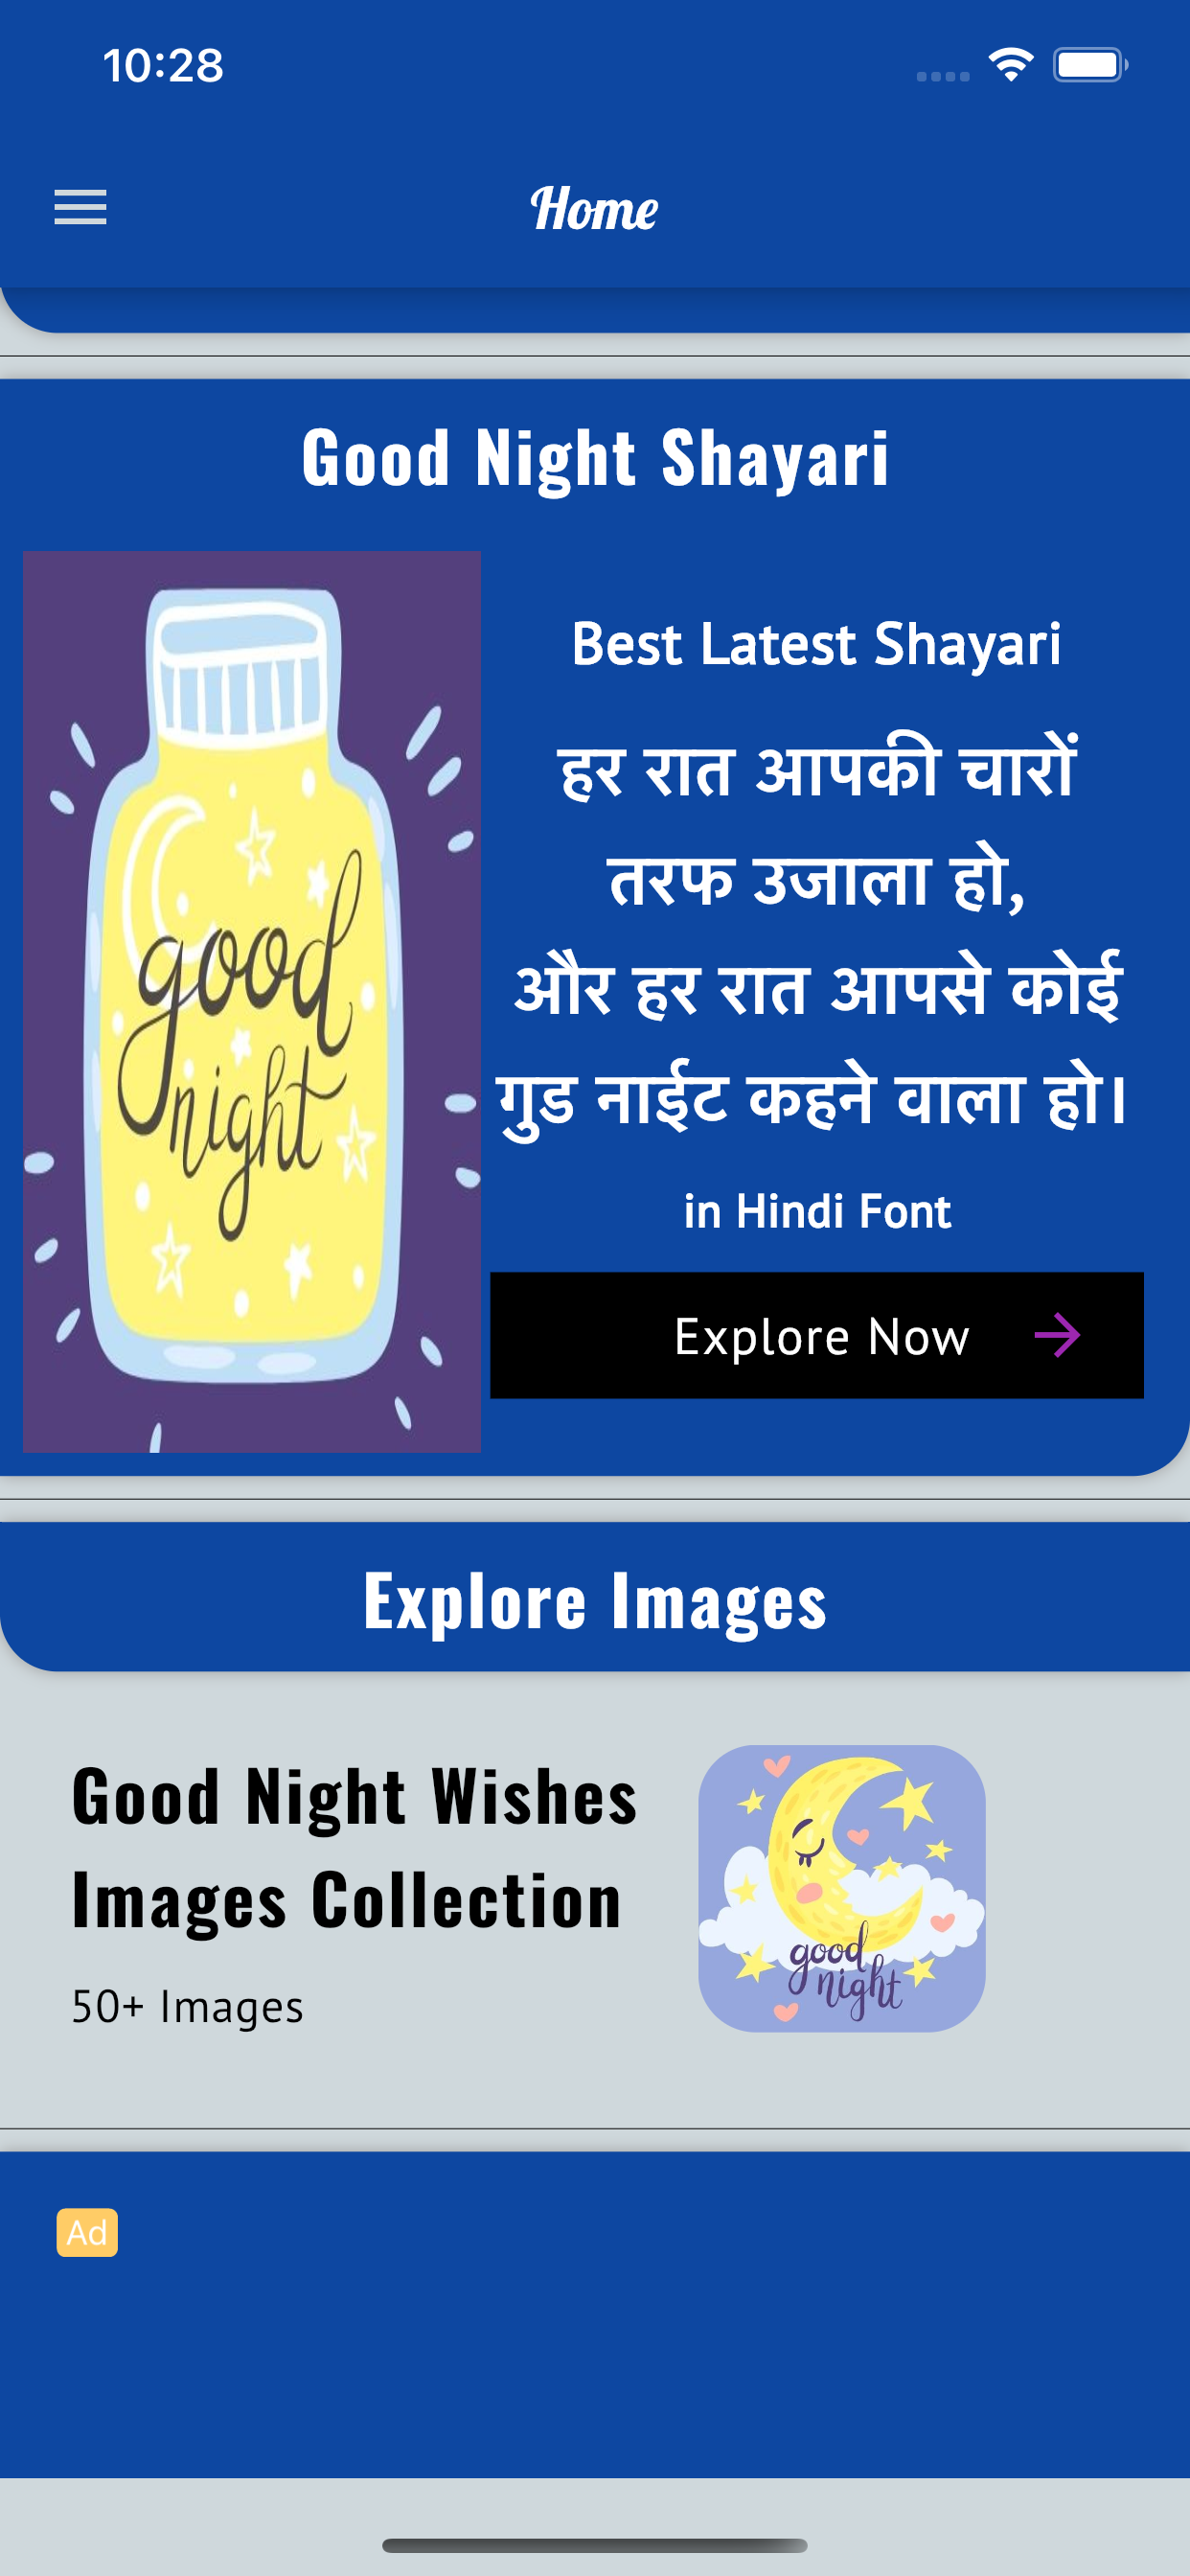 10:28
Home
Good Night Shayari
good
night
Best Latest Shayari
हर रात आपकी चारों
तरफ उजाला हो,
और हर रात आपसे कोई
गुड नाईट कहने वाला हो।
in Hindi Font
Explore Now
Explore Images
Good Night Wishes
Images Collection
50+ Images
good
night
Ad